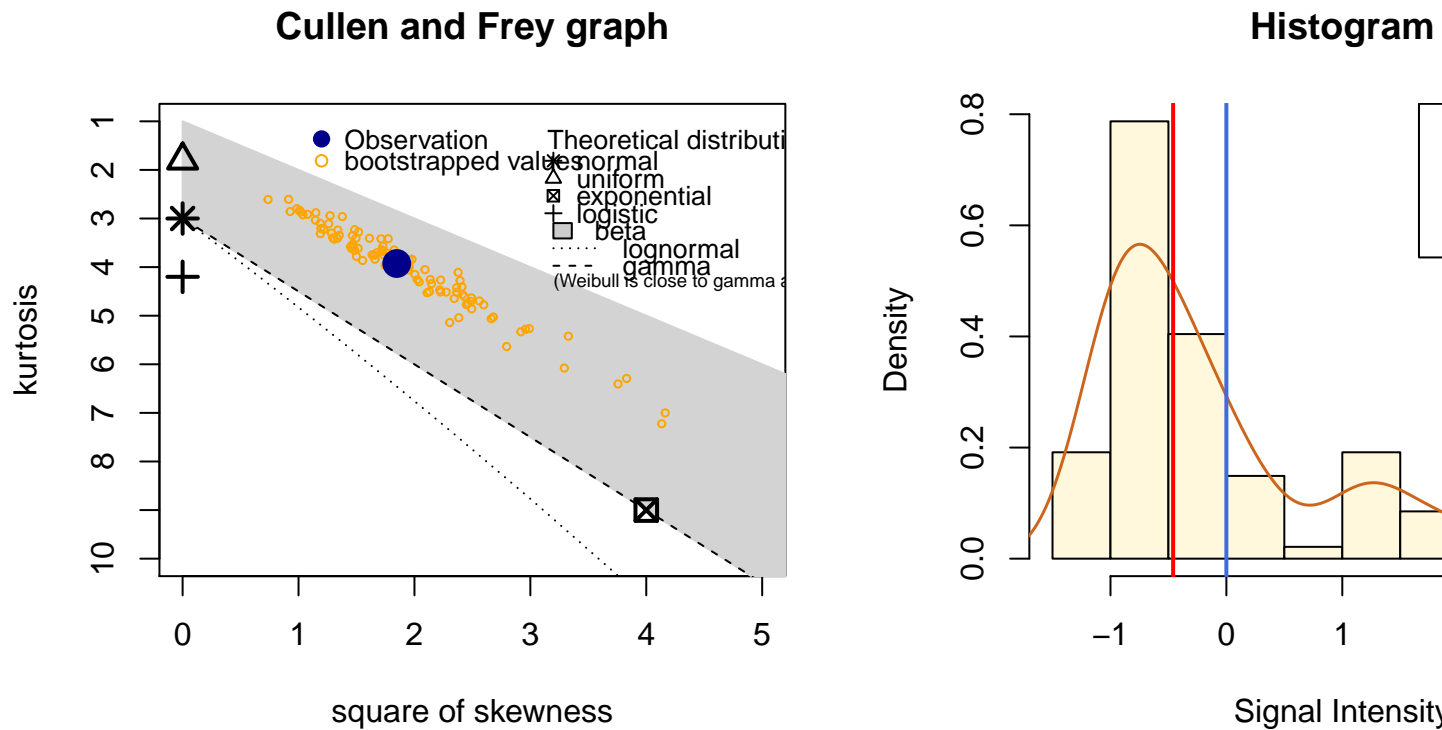 Cullen and Frey graph
Observation
bootstrapped values
Theoretical distributi
normal
uniform
exponential
logistic
beta
lognormal
gamma
(Weibull is close to gamma a
kurtosis
1
2
3
4
5
6
7
8
10
0
1
2
3
4
5
square of skewness
Histogram
Density
0.8
0.6
0.4
0.2
0.0
−1
0
1
Signal Intensity